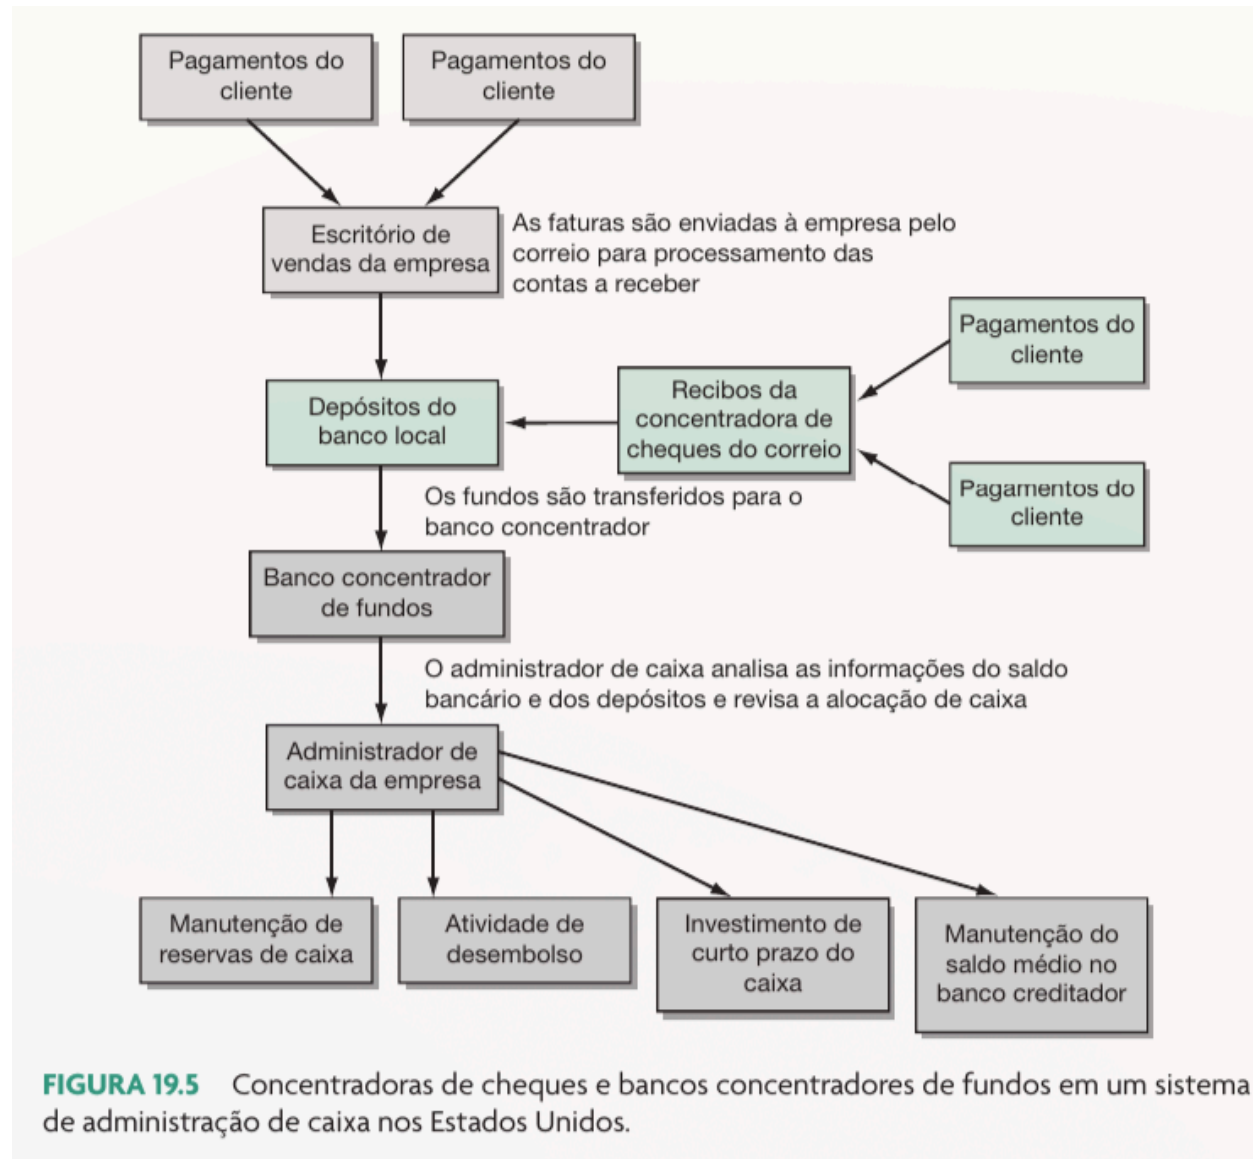 Pagamentos do
cliente
Pagamentos do
cliente
Escritório de
vendas da empresa
As faturas são enviadas à empresa pelo
correio para processamento das
contas a receber
Pagamentos do
cliente
Recibos da
concentradora de
cheques do correio
Depósitos do
banco local
Pagamentos do
cliente
Os fundos são transferidos para o
banco concentrador
Banco concentrador
de fundos
O administrador de caixa analisa as informações do saldo
bancário e dos depósitos e revisa a alocação de caixa
Administrador de
caixa da empresa
Manutenção de
reservas de caixa
Atividade de
desembolso
Investimento de
curto prazo do
caixa
Manutenção do
saldo médio no
banco creditador
FIGURA 19.5 Concentradoras de cheques e bancos concentradores de fundos em um sistema
de administração de caixa nos Estados Unidos.